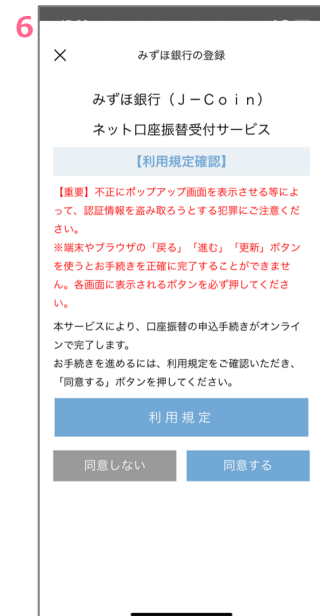 6
みずほ銀行の登録
みずほ銀行（Ｊ－Ｃｏｉｎ）
ネット口座振替受付サービス
【利用規定確認】
【重要】不正にポップアップ画面を表示させる等によ
って、認証情報を盗み取ろうとする犯罪にご注意くだ
さい。
※端末やブラウザの「戻る」「進む」「更新」ボタン
を使うとお手続きを正確に完了することができませ
ん。各画面に表示されるボタンを必ず押してくださ
い。
本サービスにより、口座振替の申込手続きがオンライ
ンで完了します。
お手続きを進めるには、利用規定をご確認いただき、
「同意する」ボタンを押してください。
利用規定
同意しない
同意する